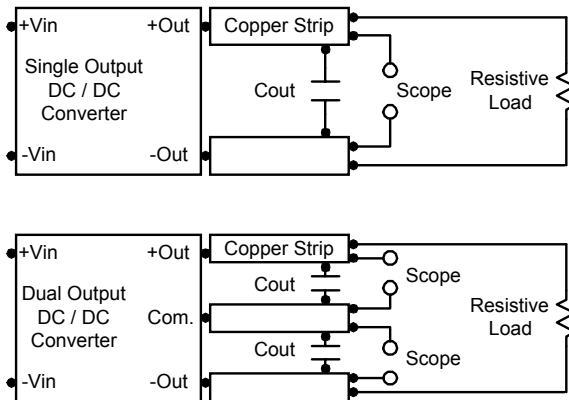 +Vin
+Out
Copper Strip
Single Output
DC / DC
Converter
Cout
Scope
Resistive
Load
-Vin
-Out
+Vin
+Out
Copper Strip
Cout
Scope
Dual Output
DC / DC
Converter
Com.
Resistive
Load
Cout
Scope
-Vin
-Out